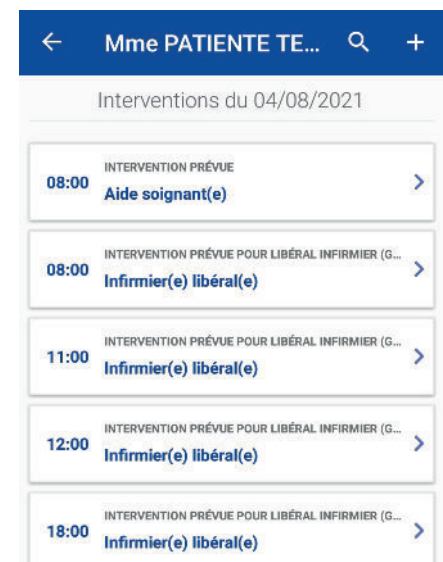 Mme PATIENTE TE...
Interventions du 04/08/2021
INTERVENTION PRÉVUE
08:00
Aide soignant(e)
INTERVENTION PRÉVUE POUR LIBÉRAL INFIRMIER (G...
08:00
Infirmier(e) libéral(e)
INTERVENTION PRÉVUE POUR LIBÉRAL INFIRMIER (G...
11:00
Infirmier(e) libéral(e)
INTERVENTION PRÉVUE POUR LIBÉRAL INFIRMIER (G...
12:00
Infirmier(e) libéral(e)
INTERVENTION PRÉVUE POUR LIBÉRAL INFIRMIER (G...
18:00
Infirmier(e) libéral(e)